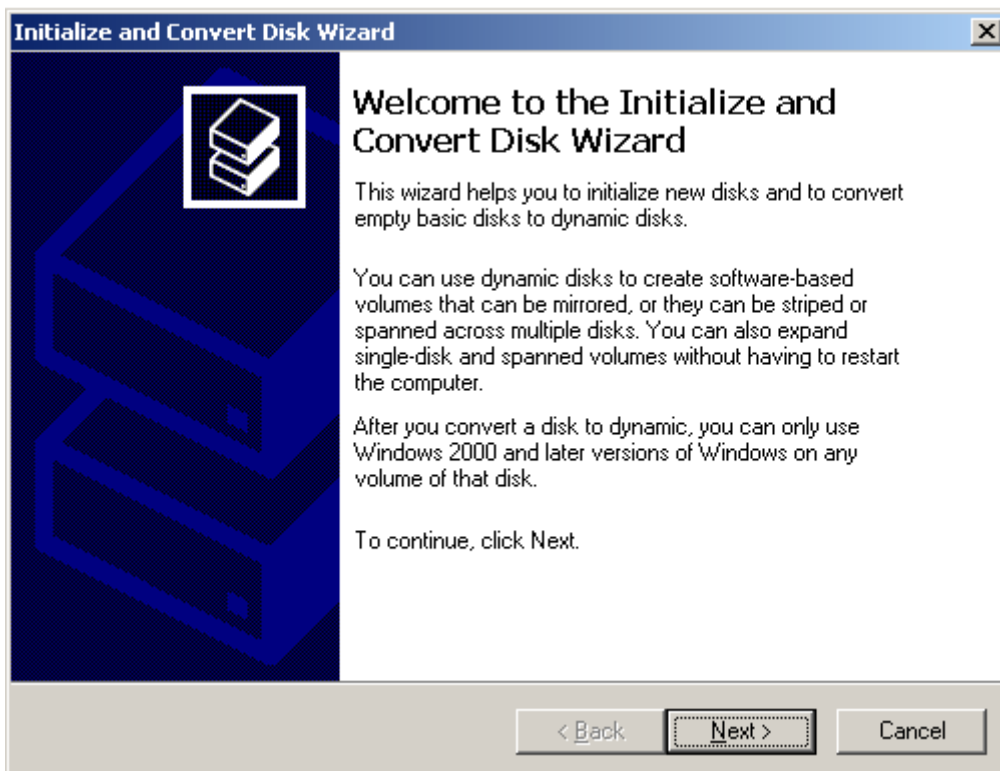 Initialize and Convert Disk Wizard
Welcome to the Initialize and
Convert Disk Wizard
This wizard helps you to initialize new disks and to convert
empty basic disks to dynamic disks.
You can use dynamic disks to create software-based
volumes that can be mirrored, or they can be striped or
spanned across multiple disks. You can also expand
single-disk and spanned volumes without having to restart
the computer.
After you convert a disk to dynamic, you can only use
Windows 2000 and later versions of Windows on any
volume of that disk.
To continue, click Next.
< Back Next > Cancel